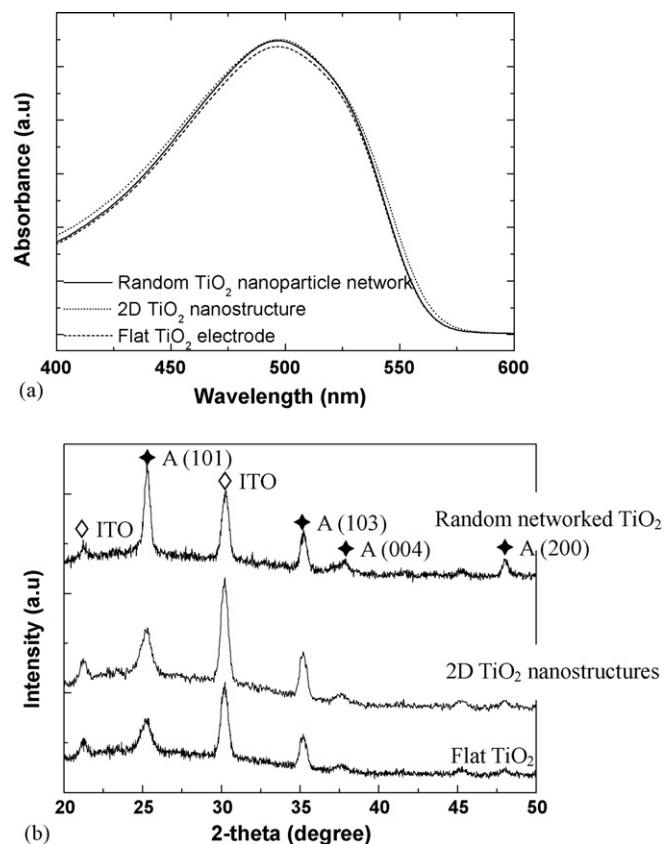 Absorbance (a.u)
Random TiO₂ nanoparticle network
2D TiO₂ nanostructure
Flat TiO₂ electrode
400 450 500 550 600
Wavelength (nm)
(a)
A (101)
ITO
ITO
A (103)
Random networked TiO₂
A (004)
A (200)
Intensity (a.u)
2D TiO₂ nanostructures
Flat TiO₂
20 25 30 35 40 45 50
2-theta (degree)
(b)